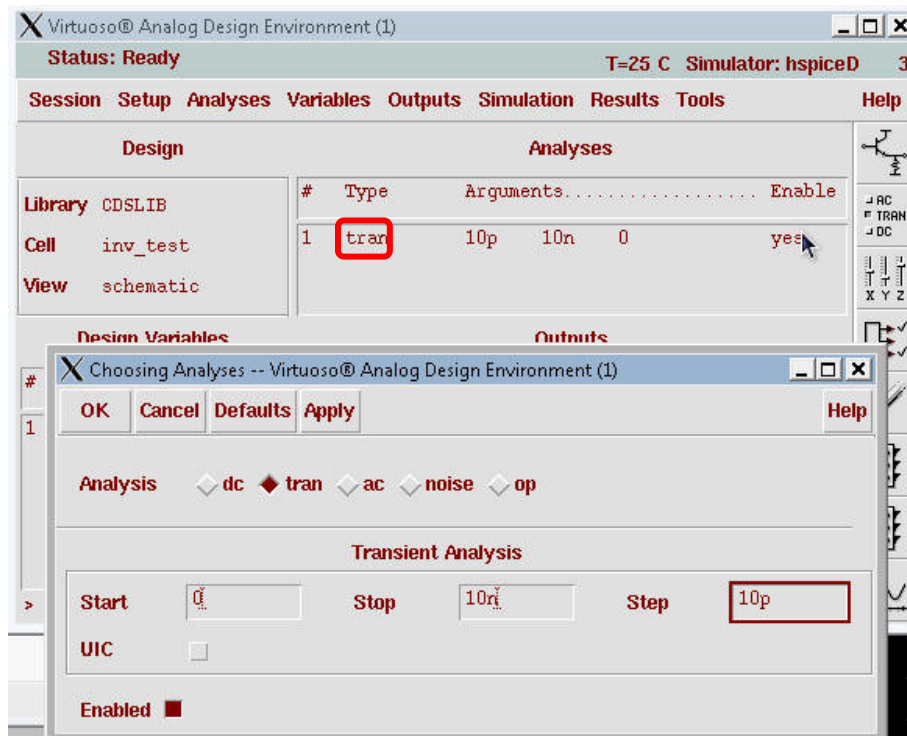 Virtuoso® Analog Design Environment (1)
Status: Ready T=25 C Simulator: hspiceD 3
Session Setup Analyses Variables Outputs Simulation Results Tools Help
Design Analyses
# Type Arguments................... Enable
Library CDSLIB
1 tran 10p 10n 0 yes
Cell inv_test
View schematic
AC
TRAN
DC
X Y Z
Design Variables Outputs
#
1
>
Choosing Analyses -- Virtuoso® Analog Design Environment (1)
OK Cancel Defaults Apply Help
Analysis dc tran ac noise op
Transient Analysis
Start 0 Stop 10n Step 10p
UIC
Enabled